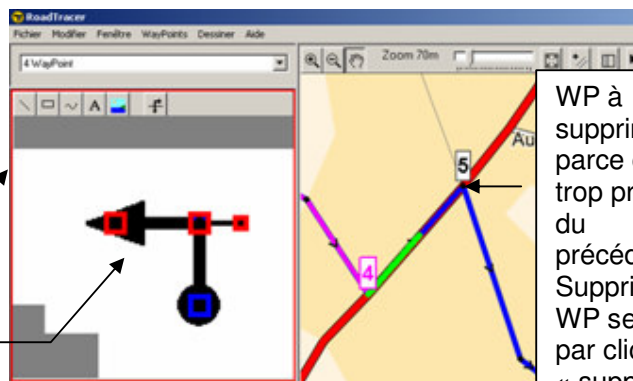 RoadTracer
Fichier Modifier Fenêtre WayPoints Dessiner Aide
4 WayPoint
Zoom 70m
A
Au
5
4
WP à
supprin
parce
trop pr
du
précéd
Suppri
WP se
par clic
« supp